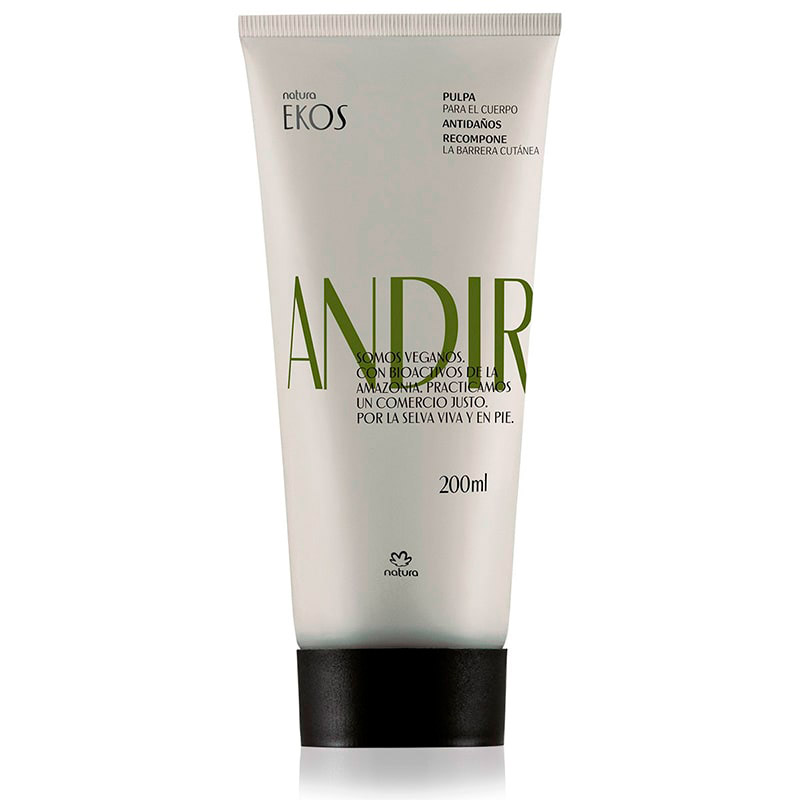 natura
EKOS
PULPA
PARA EL CUERPO
ANTIDAÑOS
RECOMPONE
LA BARRERA CUTÁNEA
ANDIR
SOMOS VEGANOS.
CON BIOACTIVOS DE LA
AMAZONIA. PRACTICAMOS
UN COMERCIO JUSTO.
POR LA SELVA VIVA Y EN PIE.
200ml
natura